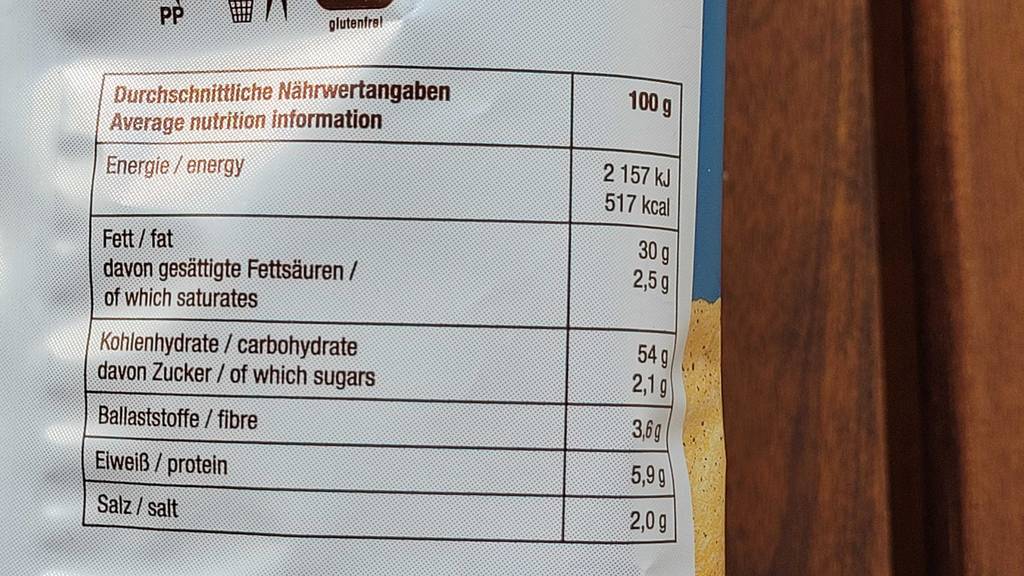 PP
glutenfrei
Durchschnittliche Nährwertangaben
Average nutrition information
100 g
Energie / energy
2 157 kJ
517 kcal
Fett / fat
30 g
davon gesättigte Fettsäuren /
of which saturates
2,5 g
Kohlenhydrate / carbohydrate
54 g
davon Zucker / of which sugars
2,1 g
Ballaststoffe / fibre
3,6 g
Eiweiß / protein
5,9 g
Salz / salt
2,0 g